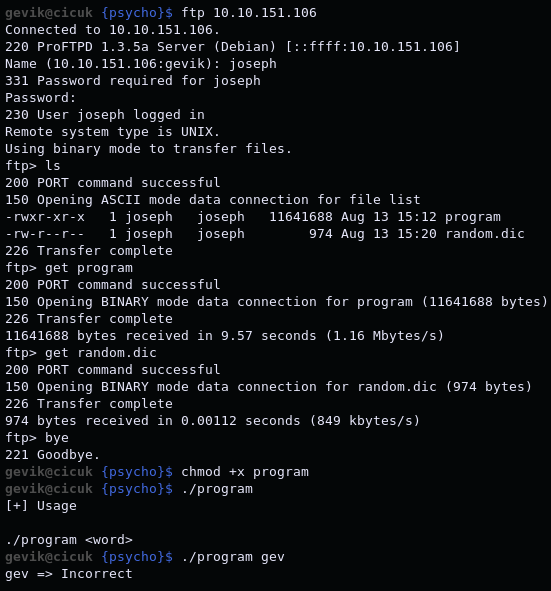 gevik@cicuk {psycho}$ ftp 10.10.151.106
Connected to 10.10.151.106.
220 ProFTPD 1.3.5a Server (Debian) [::ffff:10.10.151.106]
Name (10.10.151.106:gevik): joseph
331 Password required for joseph
Password:
230 User joseph logged in
Remote system type is UNIX.
Using binary mode to transfer files.
ftp> ls
200 PORT command successful
150 Opening ASCII mode data connection for file list
-rwxr-xr-x   1 joseph   joseph   11641688 Aug 13 15:12 program
-rw-r--r--   1 joseph   joseph        974 Aug 13 15:20 random.dic
226 Transfer complete
ftp> get program
200 PORT command successful
150 Opening BINARY mode data connection for program (11641688 bytes)
226 Transfer complete
11641688 bytes received in 9.57 seconds (1.16 Mbytes/s)
ftp> get random.dic
200 PORT command successful
150 Opening BINARY mode data connection for random.dic (974 bytes)
226 Transfer complete
974 bytes received in 0.00112 seconds (849 kbytes/s)
ftp> bye
221 Goodbye.
gevik@cicuk {psycho}$ chmod +x program
gevik@cicuk {psycho}$ ./program
[+] Usage
./program <word>
gevik@cicuk {psycho}$ ./program gev
gev => Incorrect